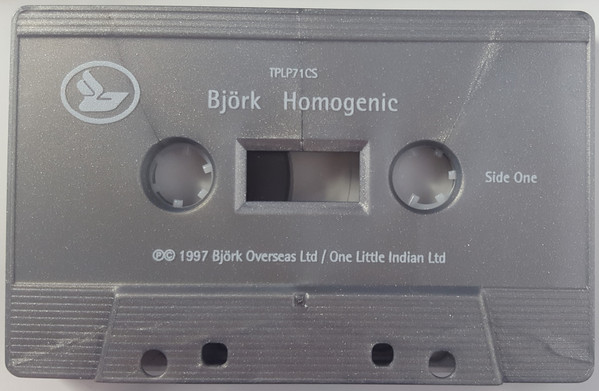 TPLP71CS
Björk Homogenic
Side One
℗© 1997 Björk Overseas Ltd / One Little Indian Ltd